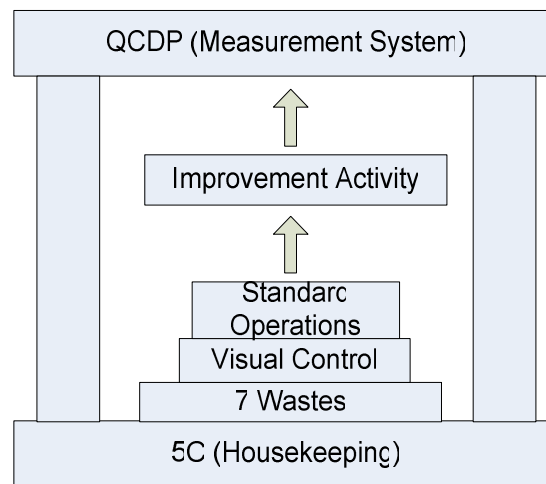 QCDP (Measurement System)
Improvement Activity
Standard
Operations
Visual Control
7 Wastes
5C (Housekeeping)